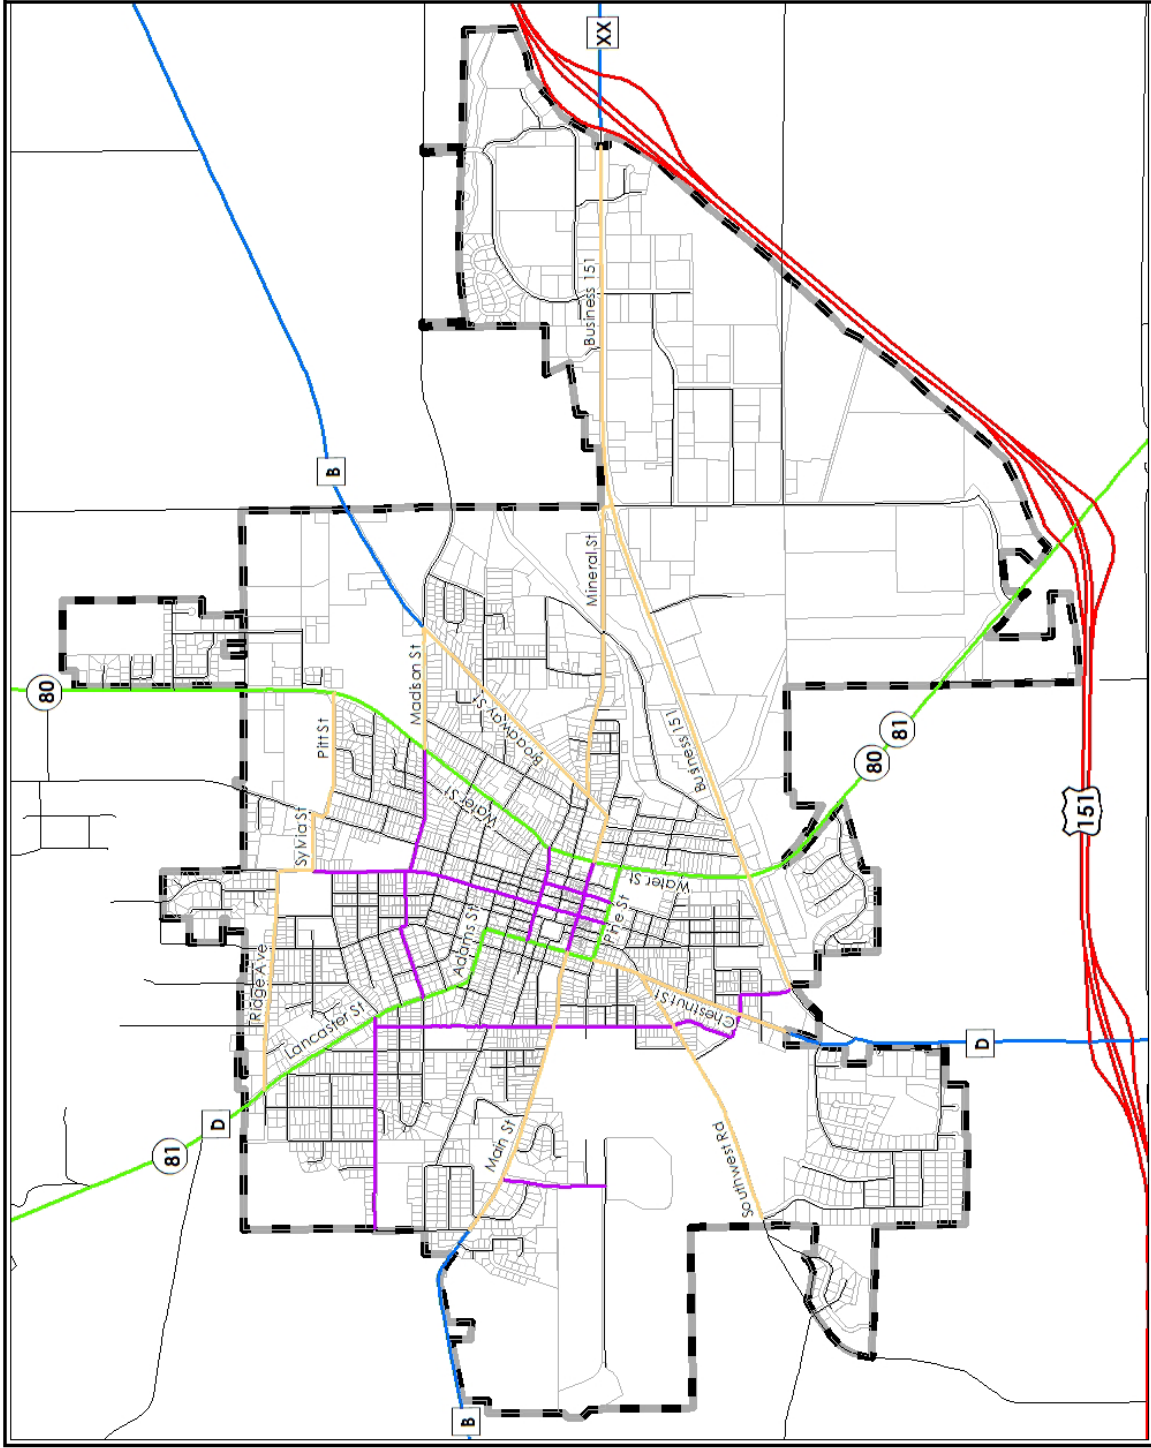 XX
B
80
Business 151
Mineral St
Madison St
Pitt St
Broadway St
Business 151
Sylvia St
Water St
80
81
151
Water St
Pine St
Adams St
Ridge Ave
Lancaster St
Chestnut St
D
D
81
Main St
Southwest Rd
B